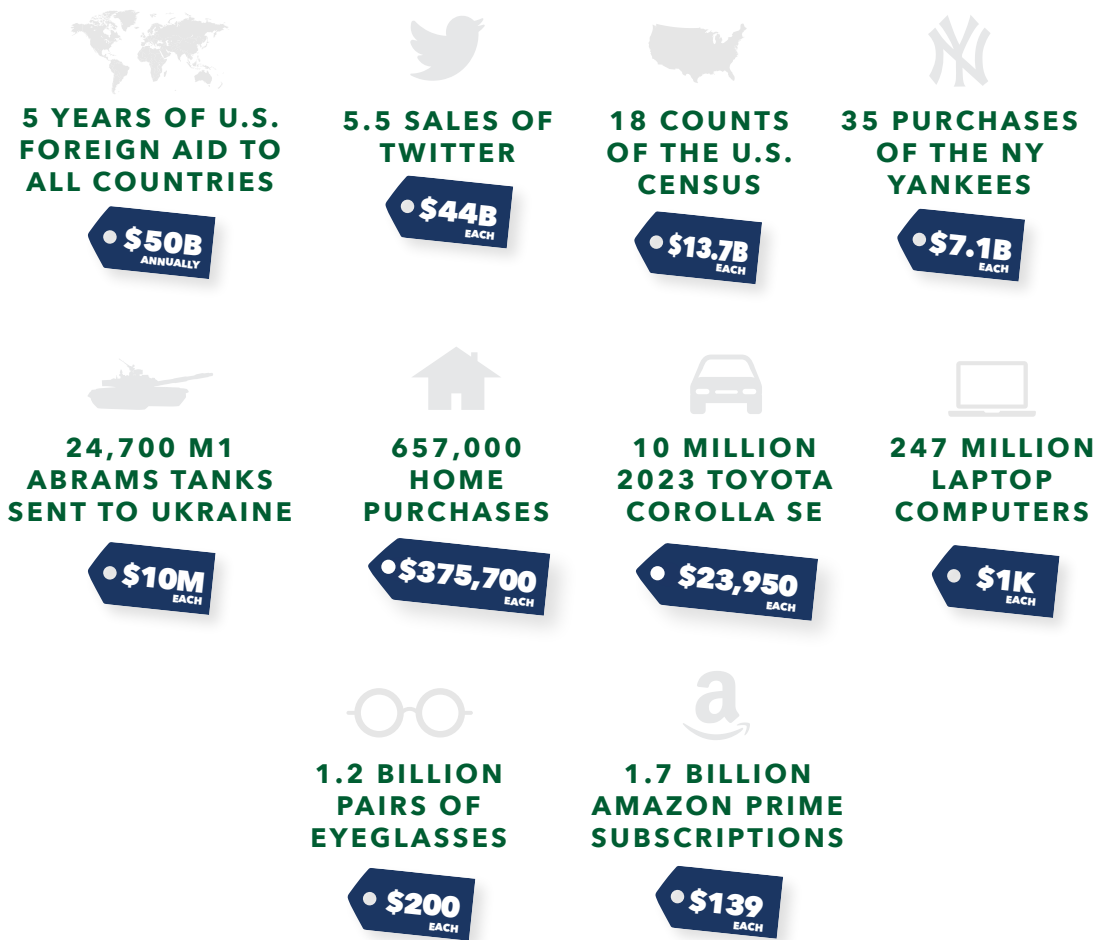 5 YEARS OF U.S.
FOREIGN AID TO
ALL COUNTRIES
$50B
ANNUALLY
5.5 SALES OF
TWITTER
$44B
EACH
18 COUNTS
OF THE U.S.
CENSUS
$13.7B
EACH
35 PURCHASES
OF THE NY
YANKEES
$7.1B
EACH
24,700 M1
ABRAMS TANKS
SENT TO UKRAINE
$10M
EACH
657,000
HOME
PURCHASES
$375,700
EACH
10 MILLION
2023 TOYOTA
COROLLA SE
$23,950
EACH
247 MILLION
LAPTOP
COMPUTERS
$1K
EACH
1.2 BILLION
PAIRS OF
EYEGLASSES
$200
EACH
1.7 BILLION
AMAZON PRIME
SUBSCRIPTIONS
$139
EACH